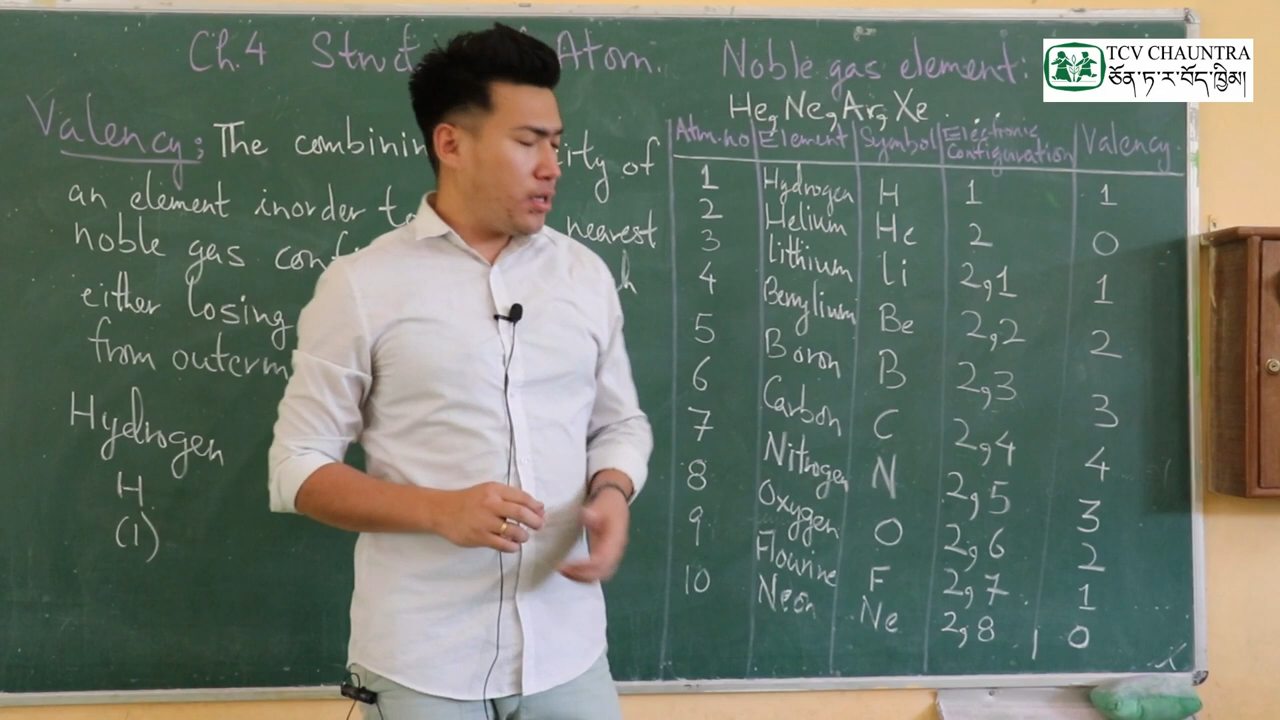 Ch.4 Atom.
Valency; The combinin ity of
an element inorder to nearest
noble gas conf
either losing h
from outerm
Hydrogen
H
(1)
Noble gas element:
He, Ne, Ar, Xe . . . .
Atm.no Element Symbol Electronic Configuration Valency.
1 Hydrogen H 1 1
2 Helium He 2 0
3 Lithium Li 2,1 1
4 Berrylium Be 2,2 2
5 Boron B 2,3 3
6 Carbon C 2,4 4
7 Nitrogen N 2,5 3
8 Oxygen O 2,6 2
9 Flourine F 2,7 1
10 Neon Ne 2,8 0
TCV CHAUNTRA
ཙོན་ཏ་ར་བོད་ཁྱིམ།